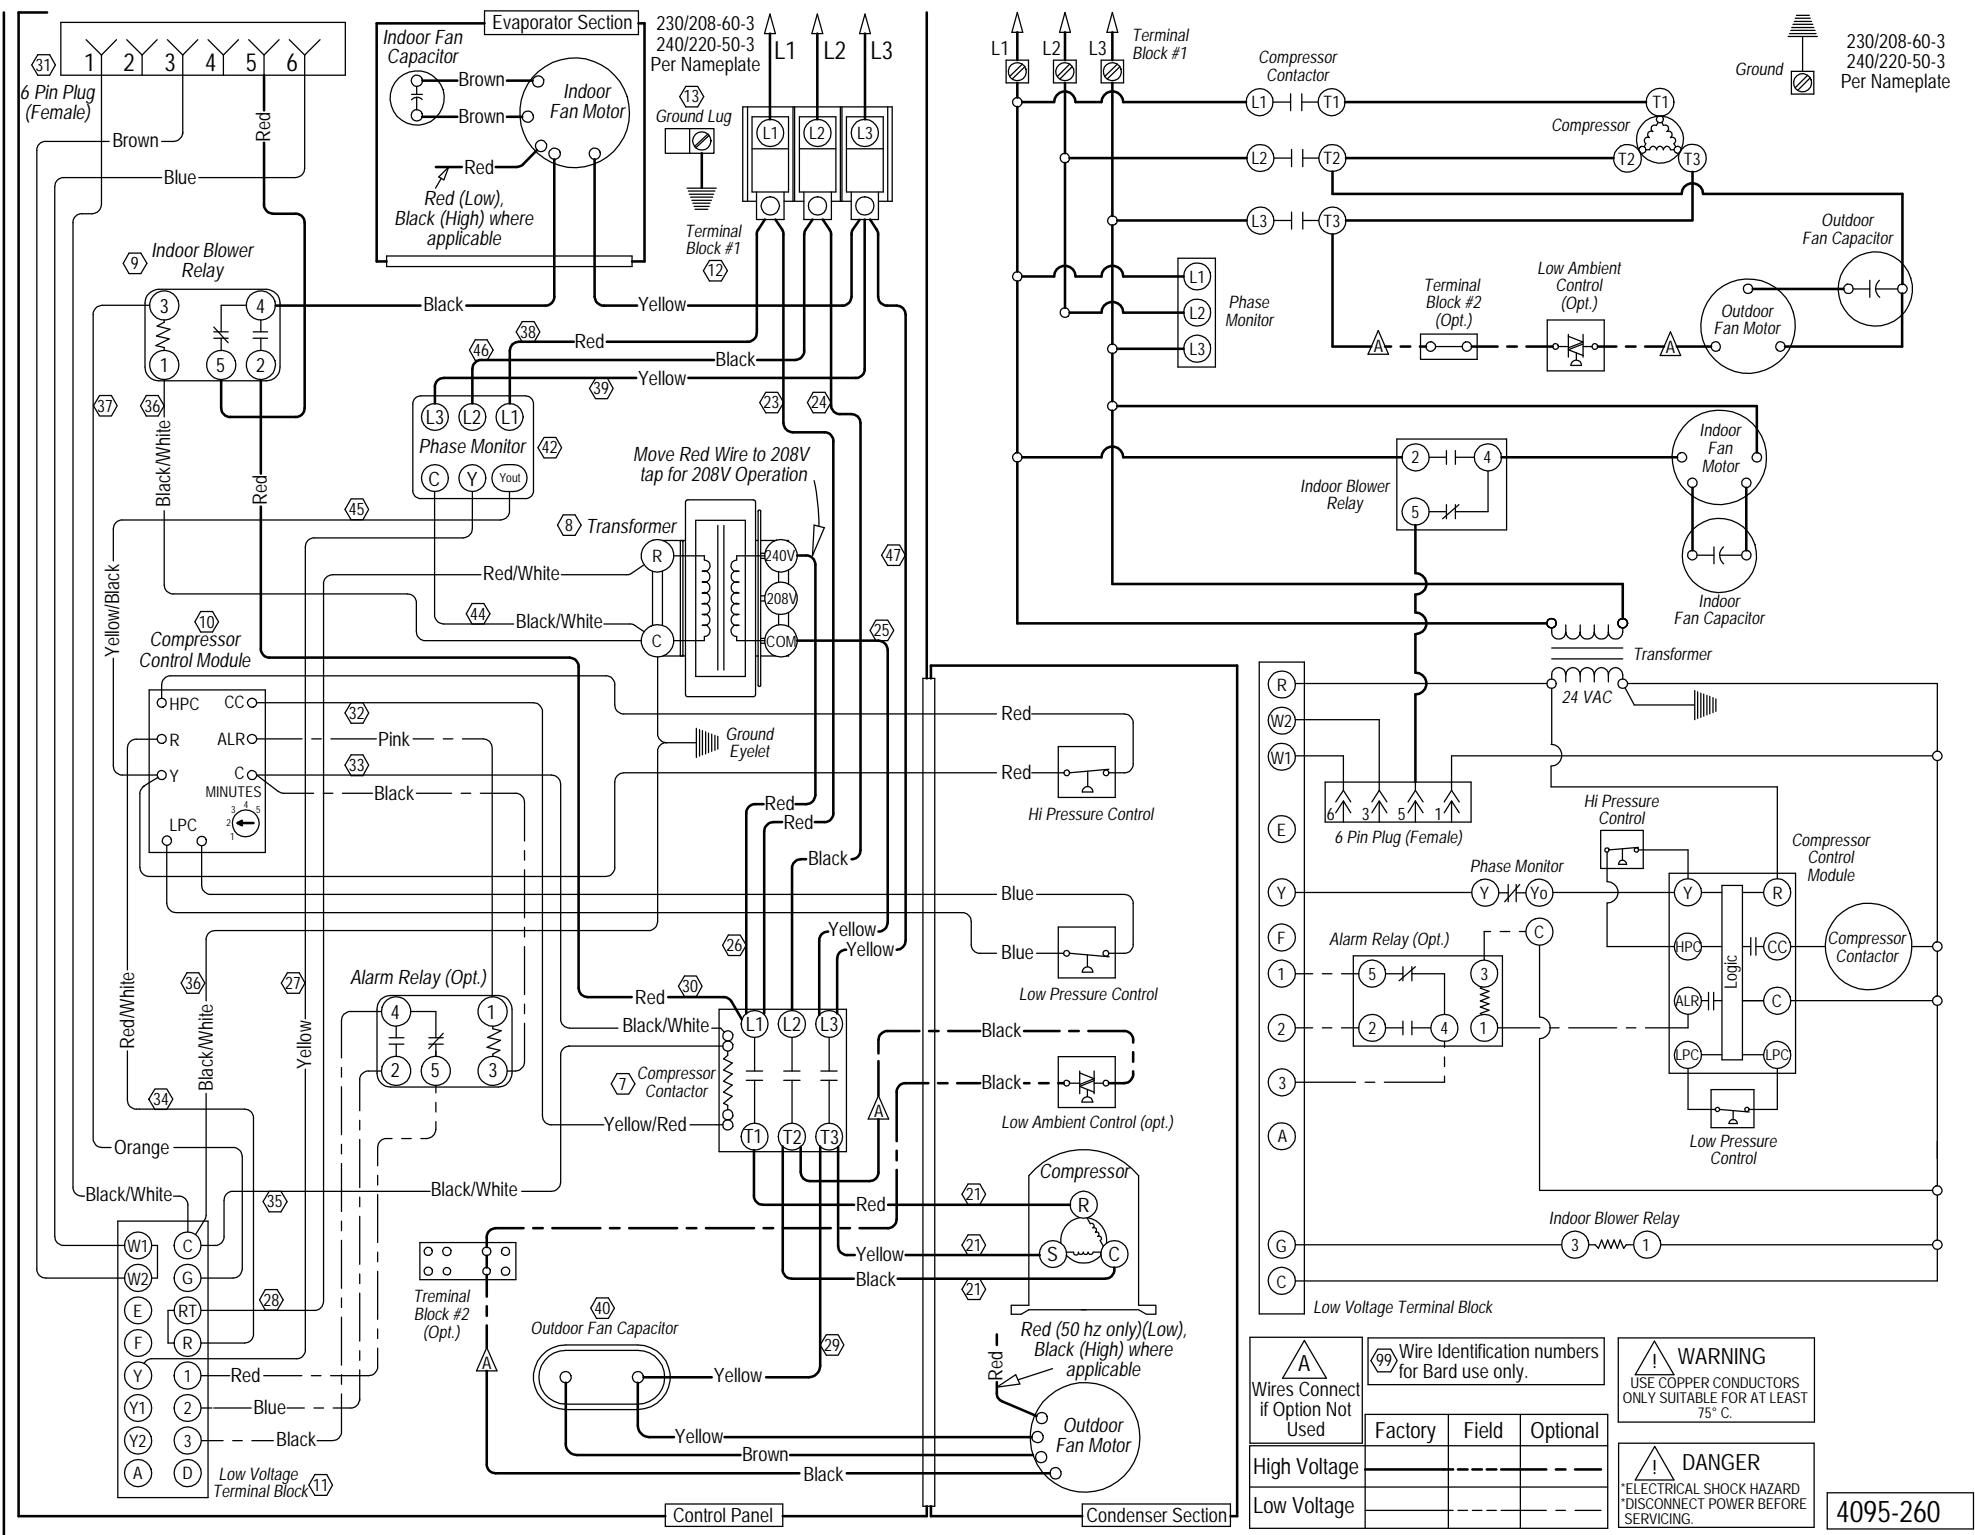 Evaporator Section
230/208-60-3
240/220-50-3
Per Nameplate
L1
L2
L3
31
1
2
3
4
5
6
6 Pin Plug
(Female)
Brown
Blue
Red
Indoor Fan
Capacitor
Brown
Brown
Indoor
Fan Motor
Red
Red (Low),
Black (High) where
applicable
13
Ground Lug
L1
L2
L3
Terminal
Block #1
12
9
Indoor Blower
Relay
3
4
1
5
2
Black
Yellow
38
Red
46
Black
Yellow
39
37
36
23
24
Black/White
Red
L3
L2
L1
Phase Monitor
42
C
Y
Yout
Move Red Wire to 208V
tap for 208V Operation
45
8
Transformer
R
C
240V
208V
COM
47
25
Red/White
44
Black/White
Yellow/Black
10
Compressor
Control Module
HPC
CC
R
ALR
Y
C
MINUTES
1
2
3
4
5
LPC
32
Pink
33
Black
Ground
Eyelet
Red
Red
Hi Pressure Control
Red
Red
Black
Blue
Blue
Low Pressure Control
Yellow
Yellow
26
30
Red
Black/White
L1
L2
L3
7
Compressor
Contactor
T1
T2
T3
Yellow/Red
Black
Black
A
Low Ambient Control (opt.)
Red/White
36
Black/White
27
Yellow
Alarm Relay (Opt.)
4
1
2
5
3
34
Orange
Black/White
35
Black/White
Compressor
R
S
C
Red
21
Yellow
21
Black
21
W1
C
W2
G
E
RT
F
R
Y
1
Y1
2
Y2
3
A
D
28
Red
Blue
Black
Low Voltage
Terminal Block
11
Treminal
Block #2
(Opt.)
A
40
Outdoor Fan Capacitor
29
Yellow
Yellow
Brown
Black
Red (50 hz only)(Low),
Black (High) where
applicable
Red
Outdoor
Fan Motor
Control Panel
Condenser Section
L1
L2
L3
Terminal
Block #1
Ground
230/208-60-3
240/220-50-3
Per Nameplate
Compressor
Contactor
L1
T1
L2
T2
L3
T3
Compressor
T1
T2
T3
Outdoor
Fan Capacitor
L1
L2
L3
Phase
Monitor
Terminal
Block #2
(Opt.)
Low Ambient
Control
(Opt.)
A
A
Outdoor
Fan Motor
Indoor Blower
Relay
2
4
5
Indoor
Fan
Motor
Indoor
Fan Capacitor
Transformer
24 VAC
R
W2
W1
E
Y
F
1
2
3
A
G
C
6
3
5
1
6 Pin Plug (Female)
Hi Pressure
Control
Compressor
Control
Module
Phase Monitor
Y
Yo
Y
R
HPC
CC
Logic
ALR
C
LPC
LPC
Compressor
Contactor
Alarm Relay (Opt.)
C
5
3
2
4
1
Low Pressure
Control
Indoor Blower Relay
3
1
Low Voltage Terminal Block
A
Wires Connect
if Option Not
Used
99
Wire Identification numbers
for Bard use only.
Factory
Field
Optional
High Voltage
Low Voltage
! WARNING
USE COPPER CONDUCTORS
ONLY SUITABLE FOR AT LEAST
75° C.
! DANGER
*ELECTRICAL SHOCK HAZARD
*DISCONNECT POWER BEFORE
SERVICING.
4095-260